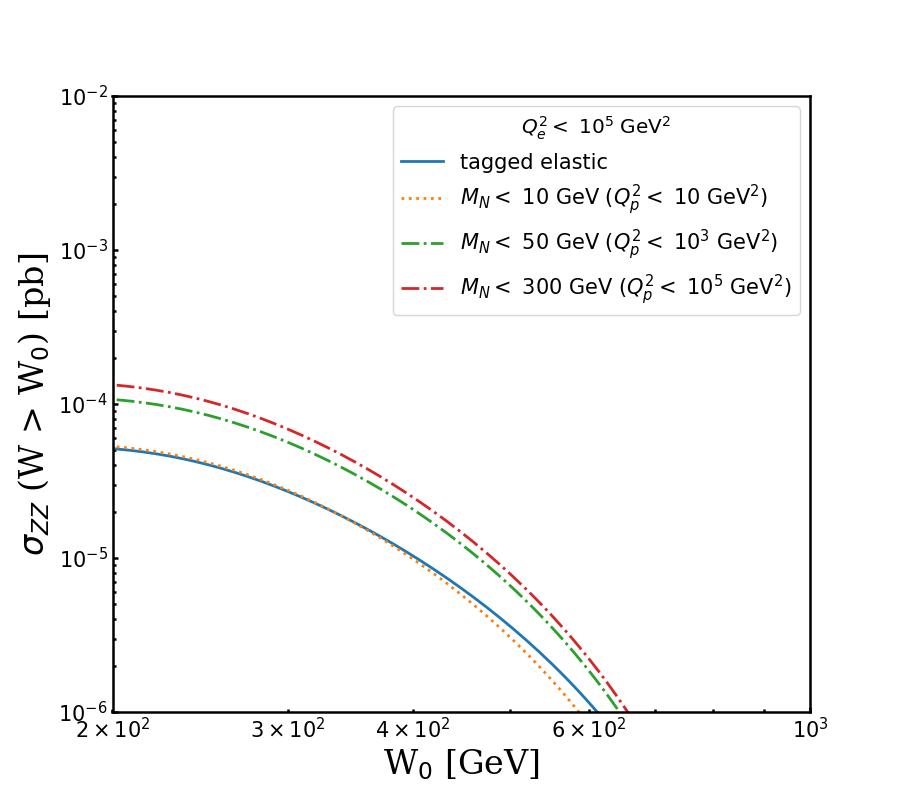 Q_e^2 < 10^5 GeV^2
tagged elastic
M_N < 10 GeV (Q_p^2 < 10 GeV^2)
M_N < 50 GeV (Q_p^2 < 10^3 GeV^2)
M_N < 300 GeV (Q_p^2 < 10^5 GeV^2)
10^-2
10^-3
10^-4
10^-5
10^-6
σ_ZZ (W > W_0) [pb]
2 × 10^2 3 × 10^2 4 × 10^2 6 × 10^2 10^3
W_0 [GeV]